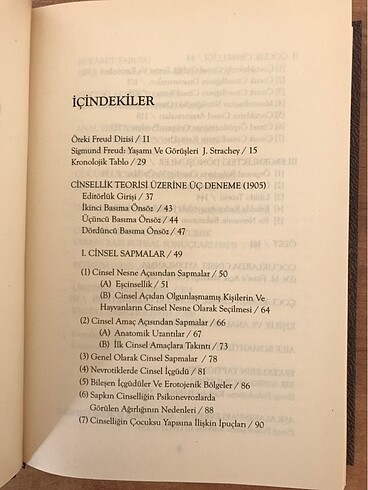 İÇİNDEKİLER
Öteki Freud Dizisi / 11
Sigmund Freud: Yaşamı Ve Görüşleri J. Strachey / 15
Kronolojik Tablo / 29
CİNSELLİK TEORİSİ ÜZERİNE ÜÇ DENEME (1905)
Editörlük Girişi / 37
İkinci Basıma Önsöz / 43
Üçüncü Basıma Önsöz / 44
Dördüncü Basıma Önsöz / 47
I. CİNSEL SAPMALAR / 49
(1) Cinsel Nesne Açısından Sapmalar / 50
(A) Eşcinsellik / 51
(B) Cinsel Açıdan Olgunlaşmamış Kişilerin Ve
Hayvanların Cinsel Nesne Olarak Seçilmesi / 64
(2) Cinsel Amaç Açısından Sapmalar / 66
(A) Anatomik Uzantılar / 67
(B) İlk Cinsel Amaçlara Takıntı / 73
(3) Genel Olarak Cinsel Sapmalar / 78
(4) Nevrotiklerde Cinsel İçgüdü / 81
(5) Bileşen İçgüdüler Ve Erotojenik Bölgeler / 86
(6) Sapkın Cinselliğin Psikonevrozlarda
Görülen Ağırlığının Nedenleri / 88
(7) Cinselliğin Çocuksu Yapısına İlişkin İpuçları / 90